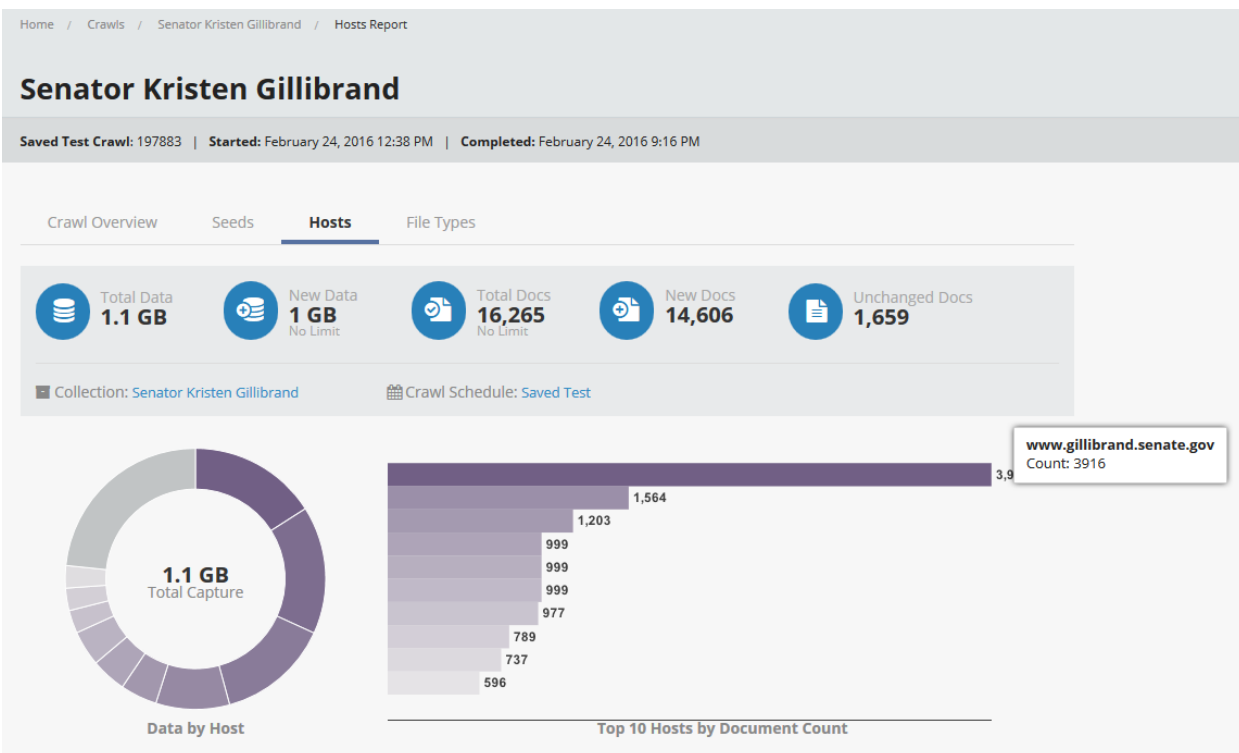 Home / Crawls / Senator Kristen Gillibrand / Hosts Report
Senator Kristen Gillibrand
Saved Test Crawl: 197883 | Started: February 24, 2016 12:38 PM | Completed: February 24, 2016 9:16 PM
Crawl Overview Seeds Hosts File Types
Total Data
1.1 GB
New Data
1 GB
No Limit
Total Docs
16,265
No Limit
New Docs
14,606
Unchanged Docs
1,659
Collection: Senator Kristen Gillibrand
Crawl Schedule: Saved Test
www.gillibrand.senate.gov
Count: 3916
3,9
1,564
1,203
999
999
999
977
789
737
596
1.1 GB
Total Capture
Data by Host
Top 10 Hosts by Document Count